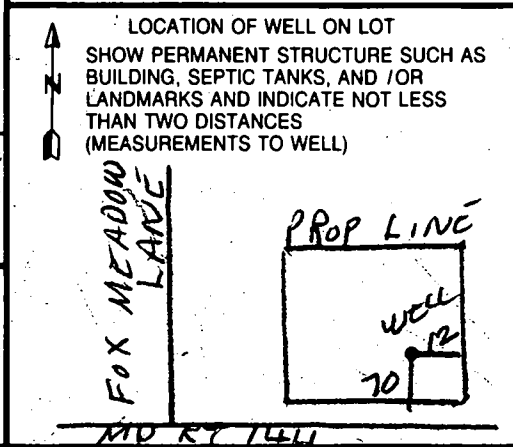 LOCATION OF WELL ON LOT
SHOW PERMANENT STRUCTURE SUCH AS
BUILDING, SEPTIC TANKS, AND /OR
LANDMARKS AND INDICATE NOT LESS
THAN TWO DISTANCES
(MEASUREMENTS TO WELL)
N
FOX MEADOW
LANE
PROP LINE
WELL
12
70
MD RT 144